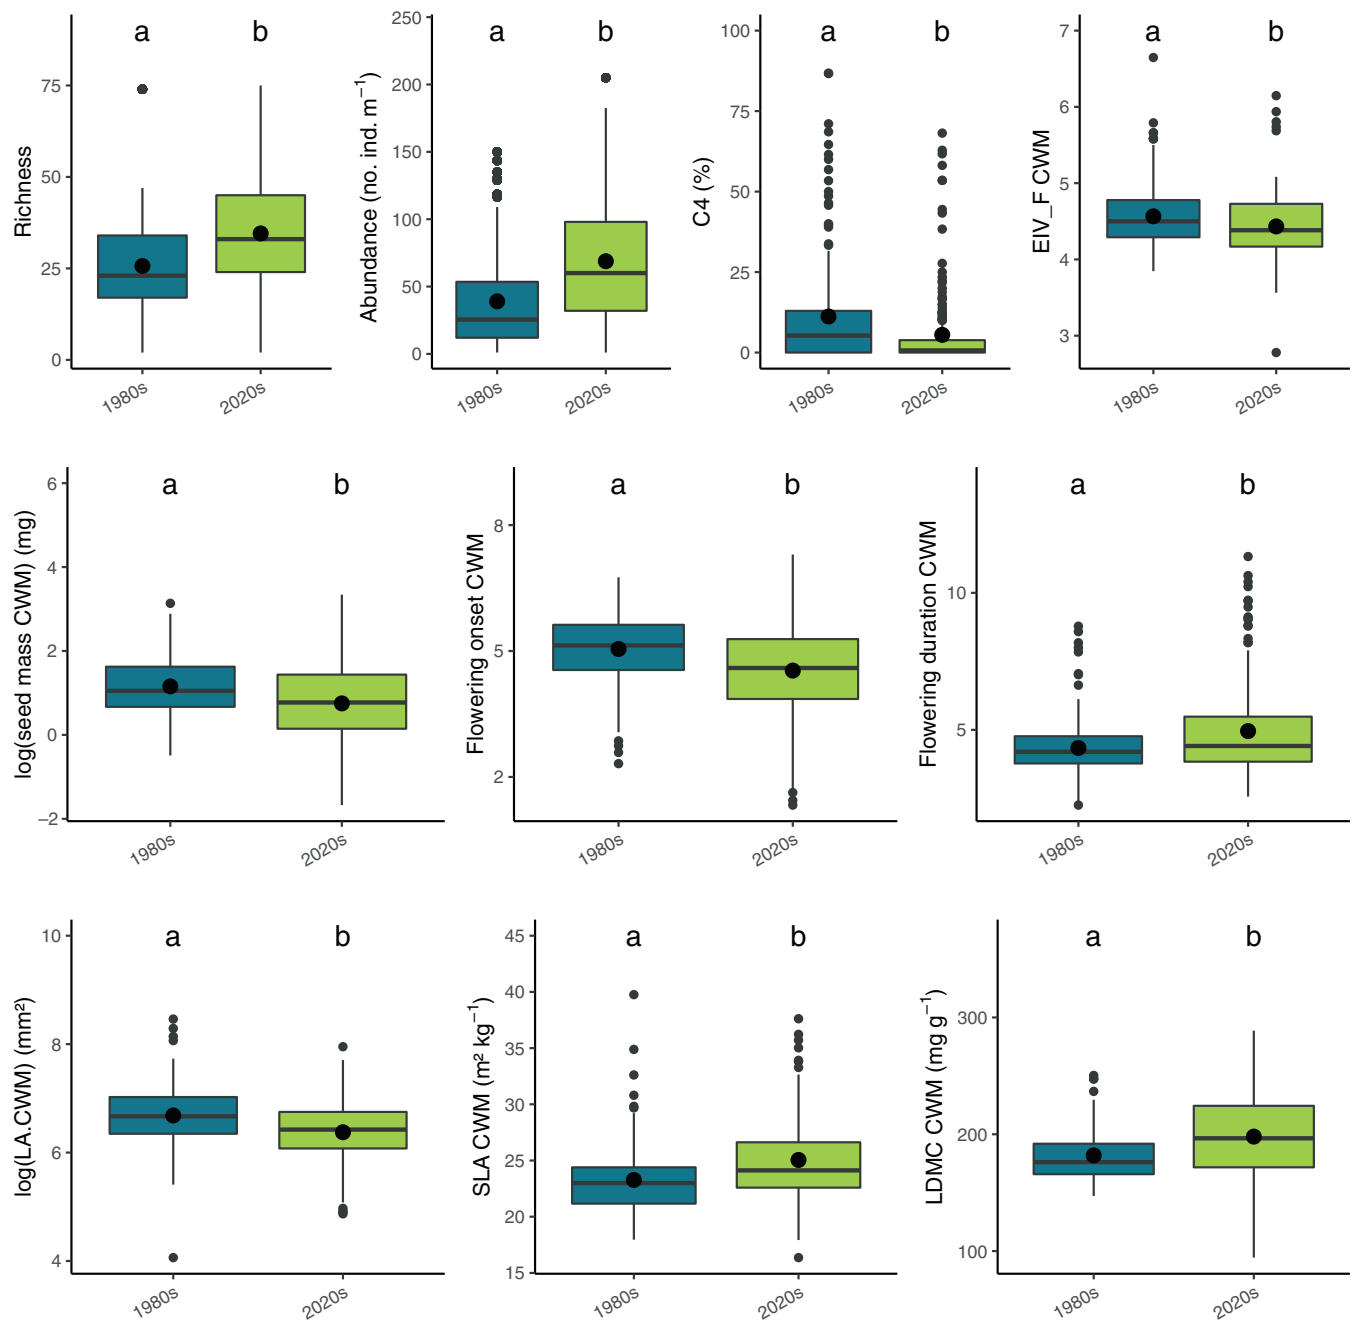 Richness
75
50
25
0
a
b
1980s
2020s
Abundance (no. ind. m⁻¹)
250
200
150
100
50
0
a
b
1980s
2020s
C4 (%)
100
75
50
25
0
a
b
1980s
2020s
EIV_F CWM
7
6
5
4
3
a
b
1980s
2020s
log(seed mass CWM) (mg)
6
4
2
0
−2
a
b
1980s
2020s
Flowering onset CWM
8
5
2
a
b
1980s
2020s
Flowering duration CWM
10
5
a
b
1980s
2020s
log(LA.CWM) (mm²)
10
8
6
4
a
b
1980s
2020s
SLA CWM (m² kg⁻¹)
45
40
35
30
25
20
15
a
b
1980s
2020s
LDMC CWM (mg g⁻¹)
300
200
100
a
b
1980s
2020s